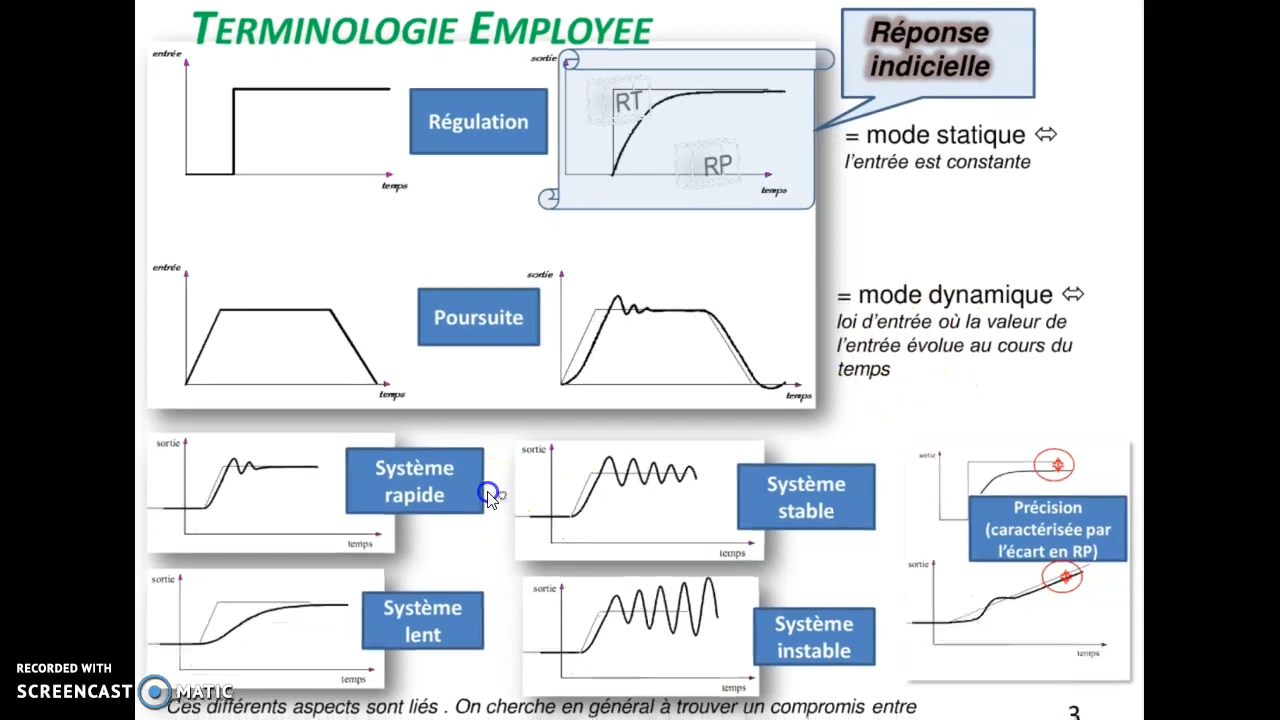 TERMINOLOGIE EMPLOYEE
Réponse
indicielle
entrée
temps
Régulation
sortie
RT
RP
temps
= mode statique ⇔
l'entrée est constante
entrée
temps
Poursuite
sortie
temps
= mode dynamique ⇔
loi d'entrée où la valeur de
l'entrée évolue au cours du
temps
sortie
temps
Système
rapide
sortie
temps
Système
stable
sortie
Précision
(caractérisée par
l'écart en RP)
sortie
temps
sortie
temps
Système
lent
sortie
temps
Système
instable
RECORDED WITH
SCREENCAST MATIC
Ces différents aspects sont liés . On cherche en général à trouver un compromis entre
3